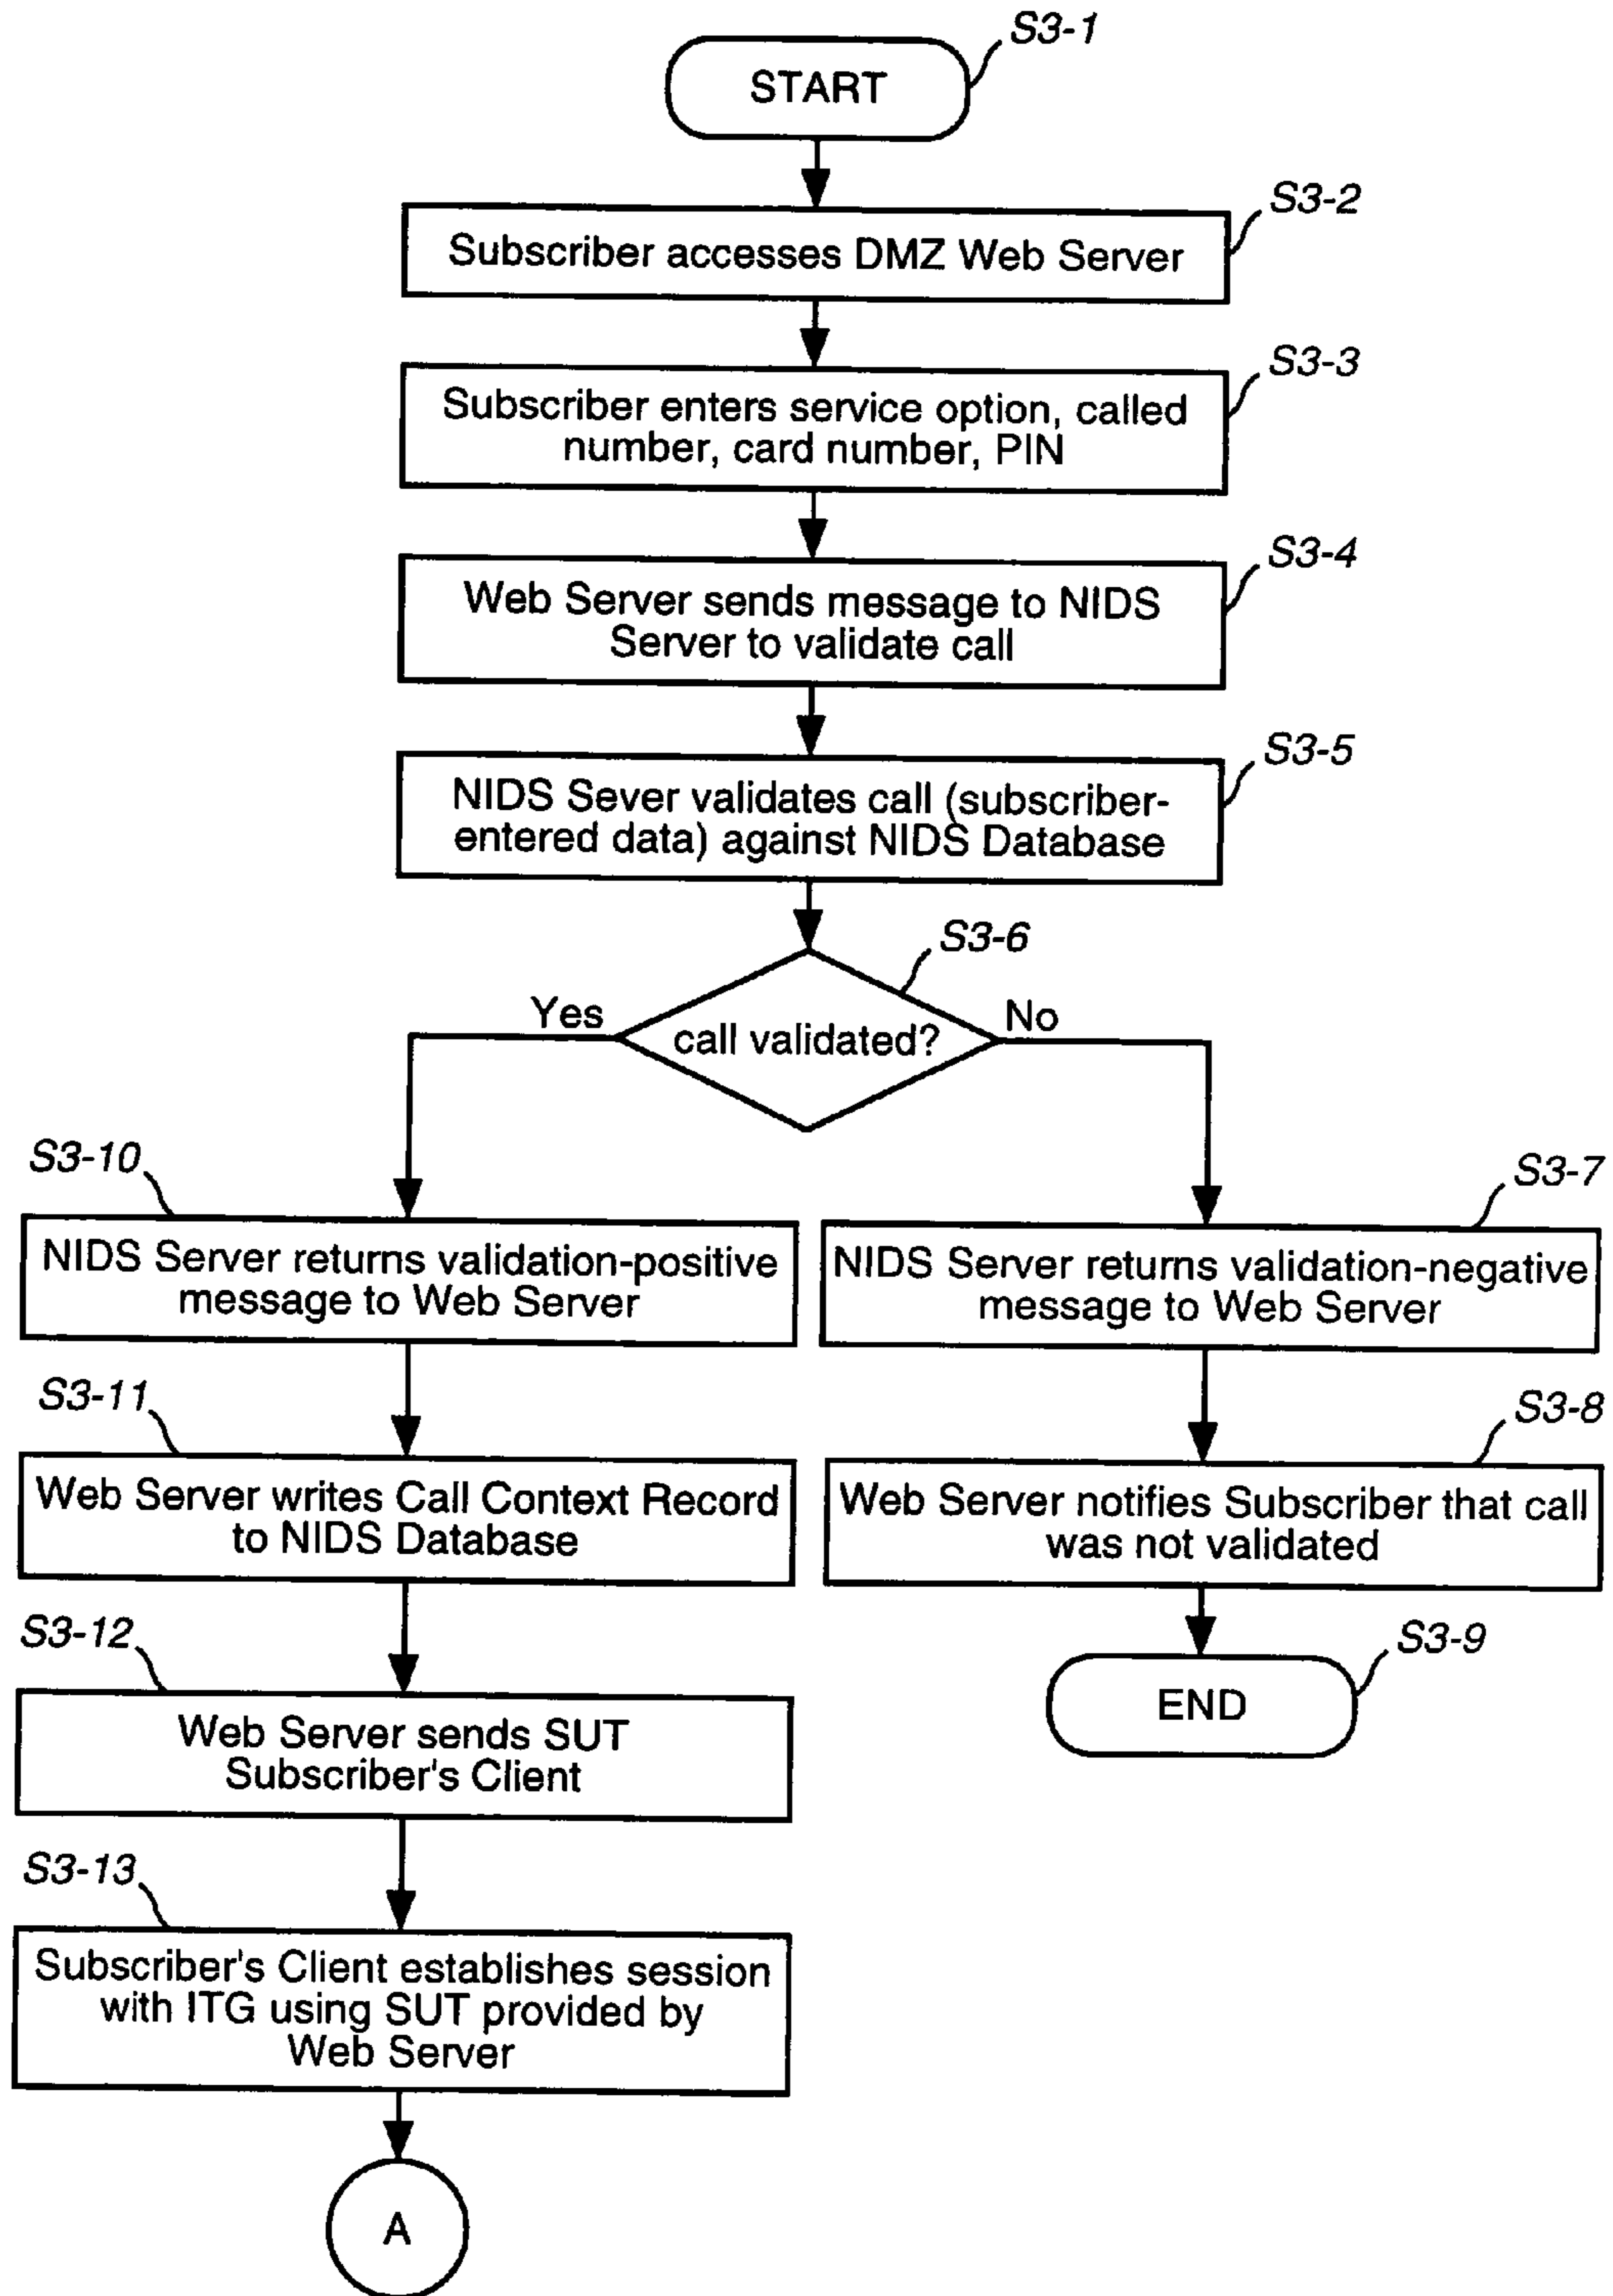 S3-1
START
S3-2
Subscriber accesses DMZ Web Server
S3-3
Subscriber enters service option, called
number, card number, PIN
S3-4
Web Server sends message to NIDS
Server to validate call
S3-5
NIDS Sever validates call (subscriber-
entered data) against NIDS Database
S3-6
Yes
call validated?
No
S3-10
NIDS Server returns validation-positive
message to Web Server
S3-7
NIDS Server returns validation-negative
message to Web Server
S3-11
Web Server writes Call Context Record
to NIDS Database
S3-8
Web Server notifies Subscriber that call
was not validated
S3-12
Web Server sends SUT
Subscriber's Client
S3-9
END
S3-13
Subscriber's Client establishes session
with ITG using SUT provided by
Web Server
A